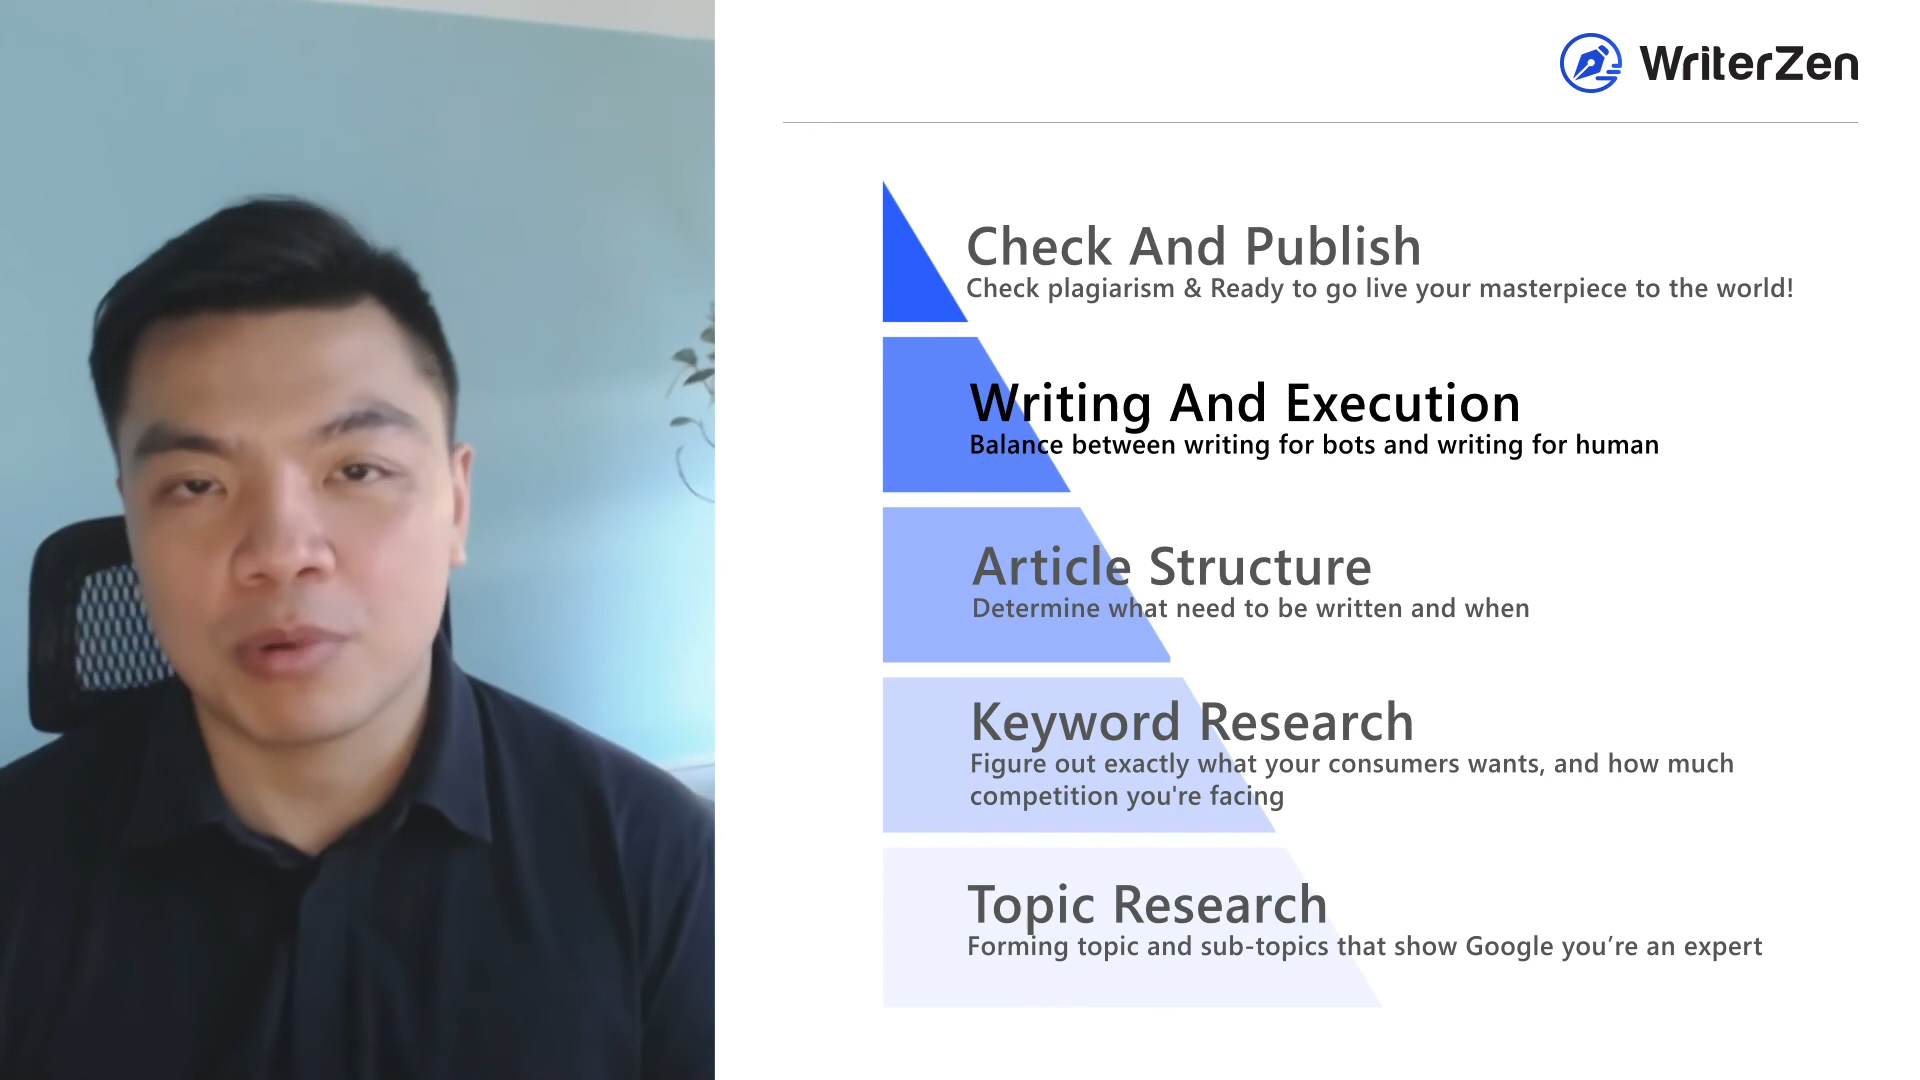 WriterZen
Check And Publish
Check plagiarism & Ready to go live your masterpiece to the world!
Writing And Execution
Balance between writing for bots and writing for human
Article Structure
Determine what need to be written and when
Keyword Research
Figure out exactly what your consumers wants, and how much
competition you're facing
Topic Research
Forming topic and sub-topics that show Google you’re an expert